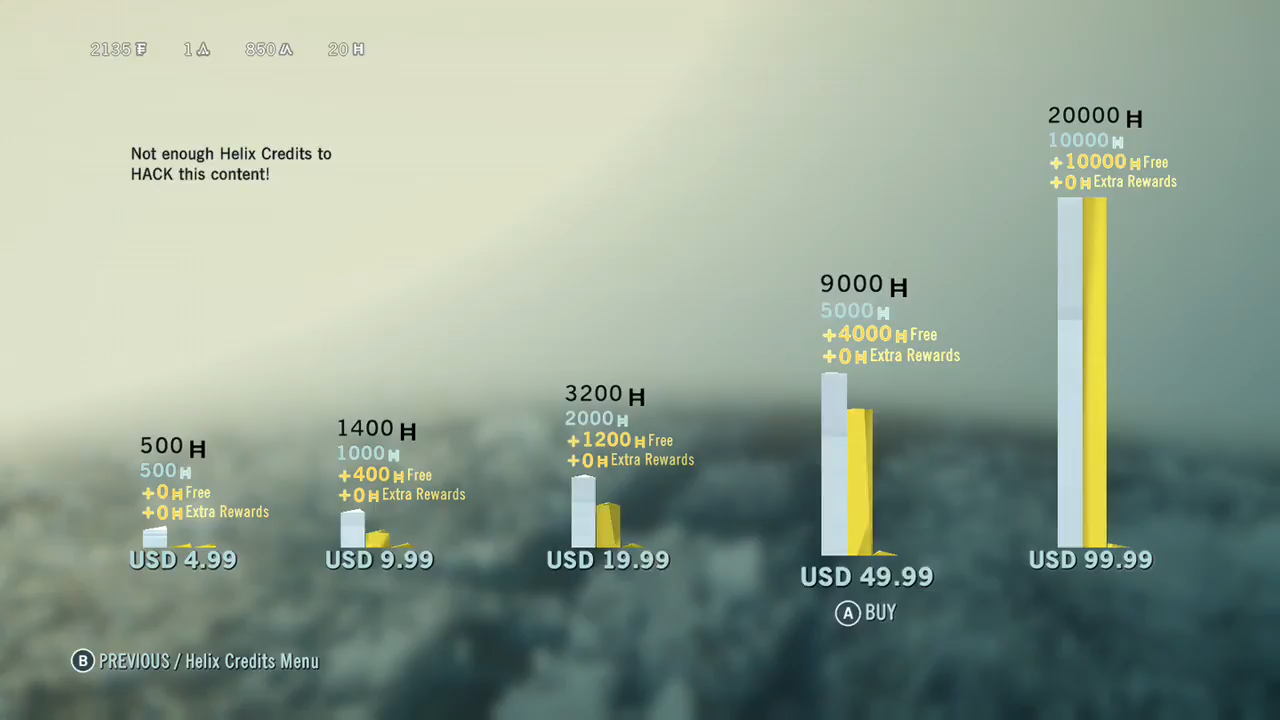 2135 1 850 20 H
Not enough Helix Credits to
HACK this content!
500 H
500 H
+0 H Free
+0 H Extra Rewards
USD 4.99
1400 H
1000 H
+400 H Free
+0 H Extra Rewards
USD 9.99
3200 H
2000 H
+1200 H Free
+0 H Extra Rewards
USD 19.99
9000 H
5000 H
+4000 H Free
+0 H Extra Rewards
USD 49.99
A BUY
20000 H
10000 H
+10000 H Free
+0 H Extra Rewards
USD 99.99
B PREVIOUS / Helix Credits Menu